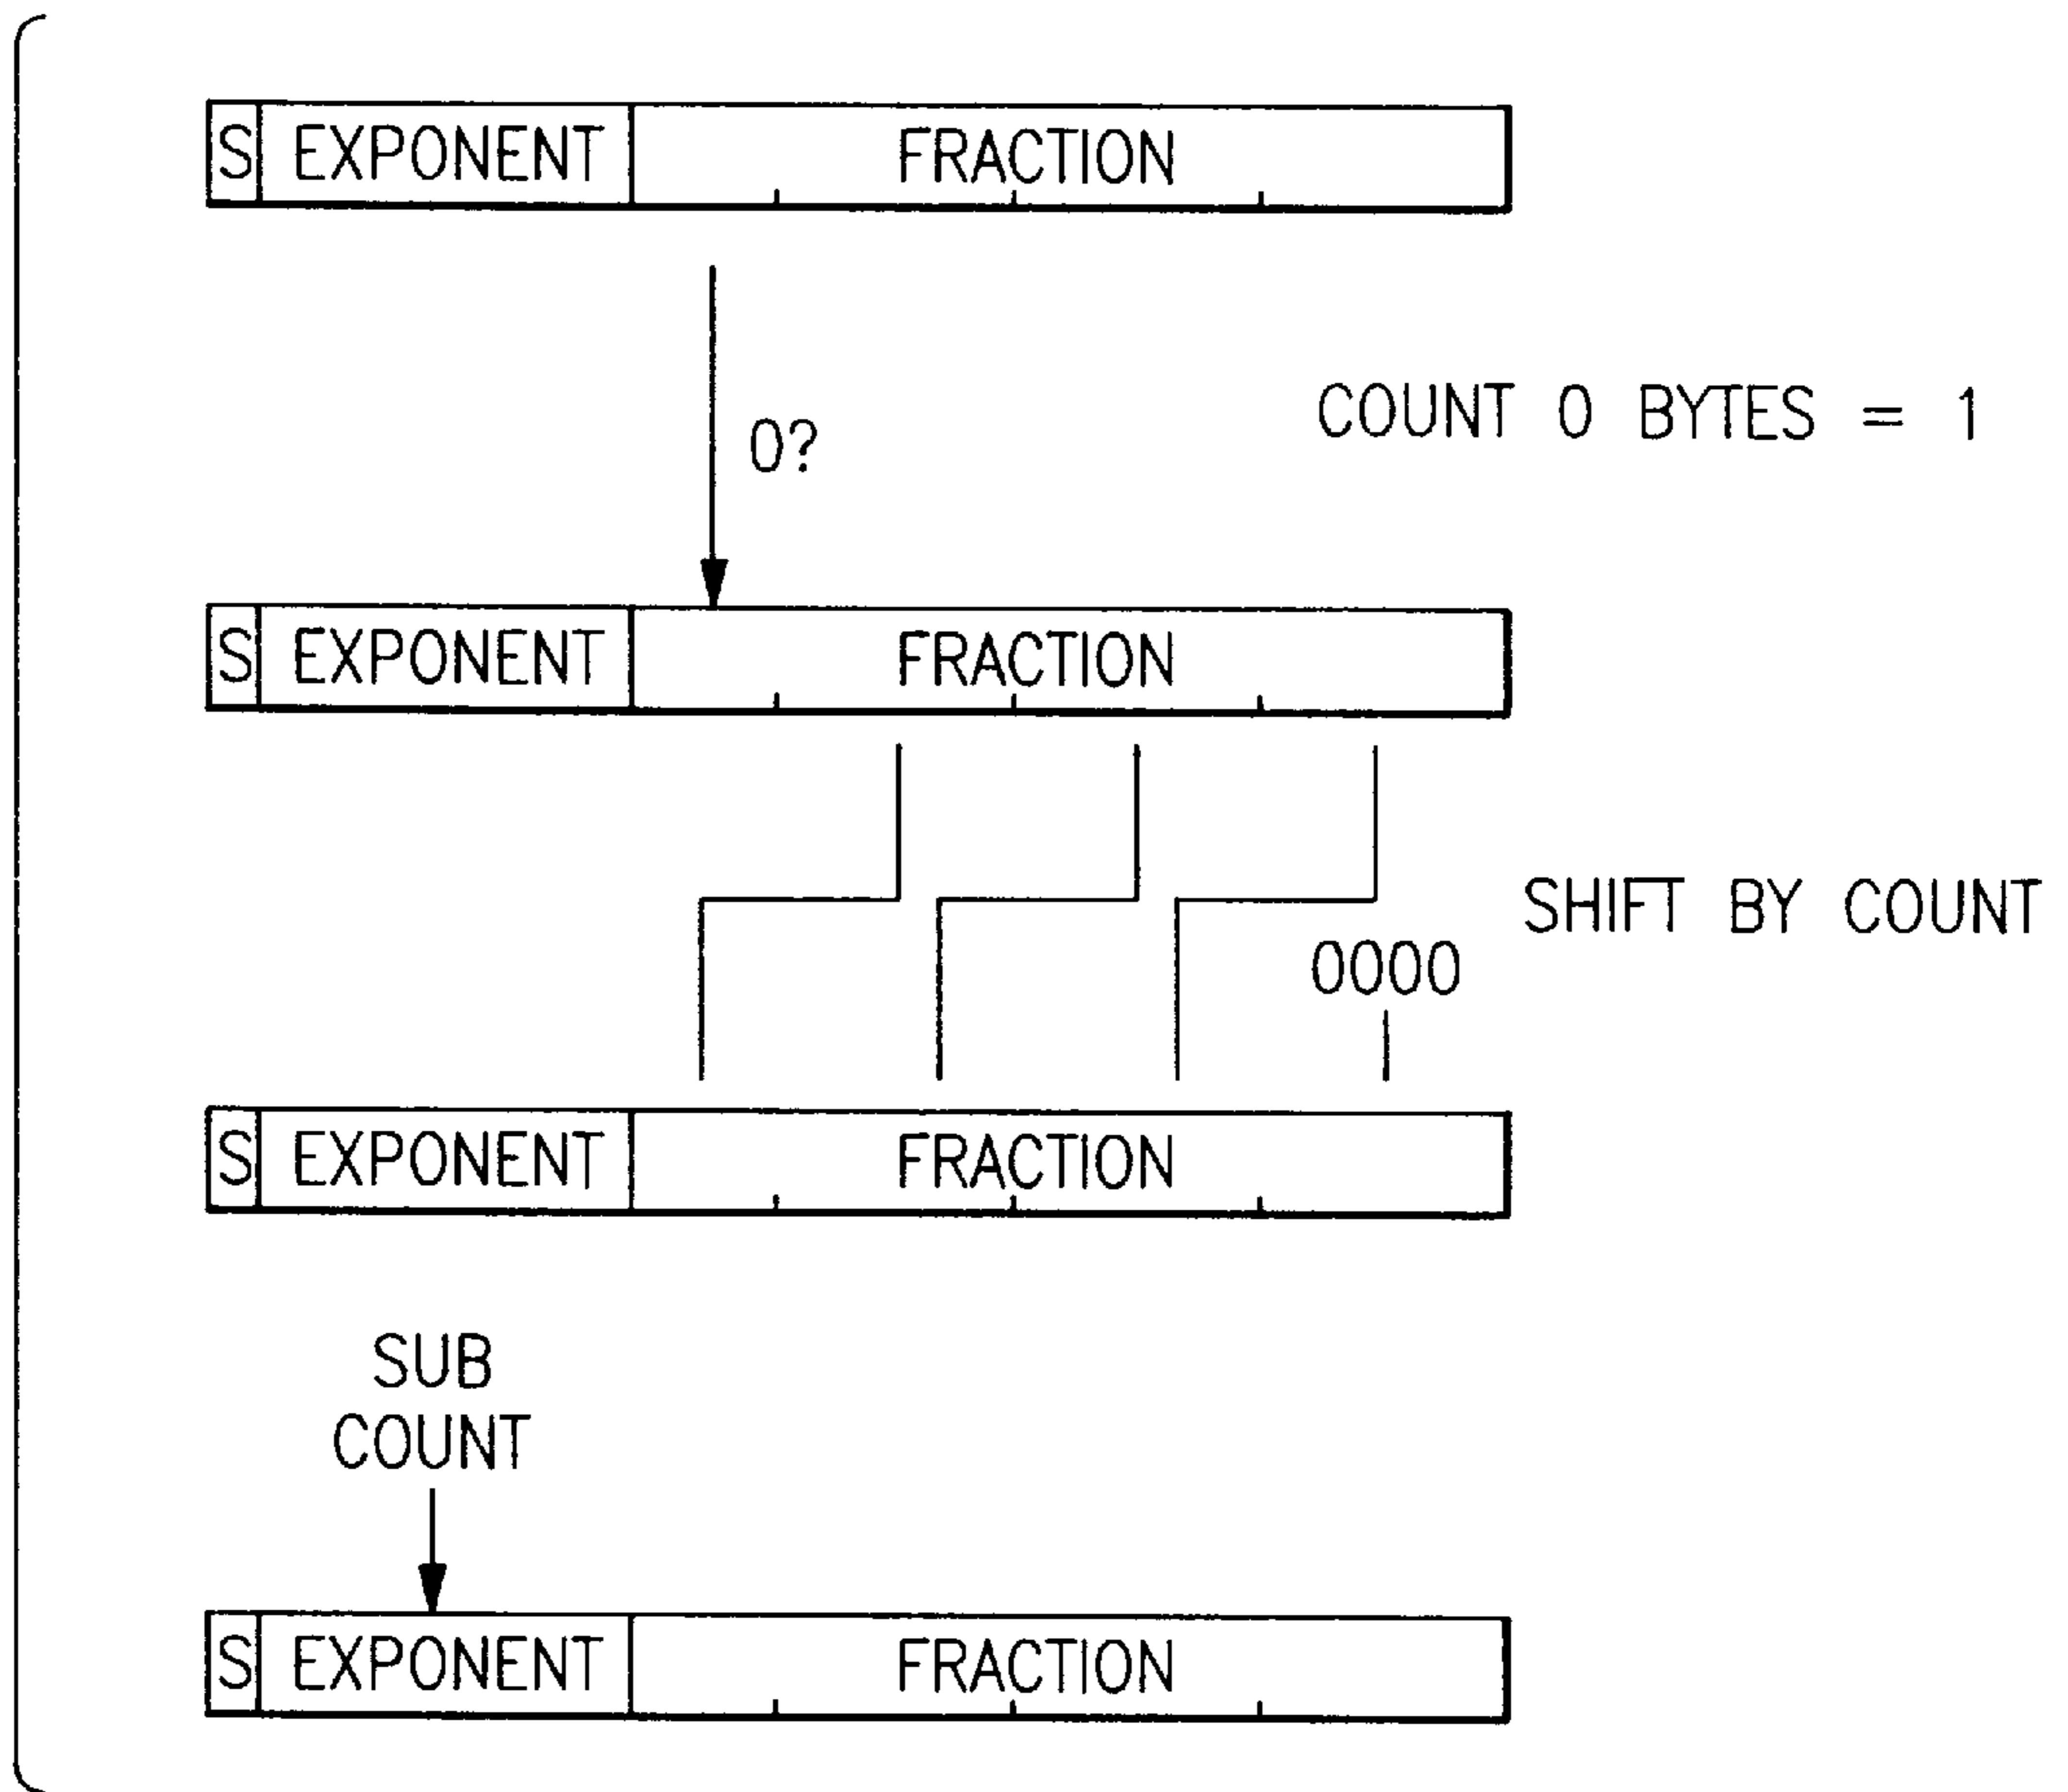 S EXPONENT FRACTION
0?
COUNT 0 BYTES = 1
S EXPONENT FRACTION
SHIFT BY COUNT
0000
S EXPONENT FRACTION
SUB
COUNT
S EXPONENT FRACTION